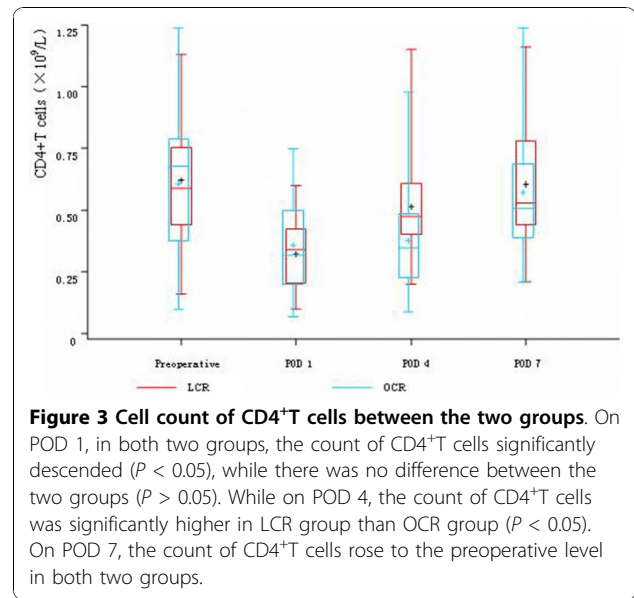 CD4+T cells (×10⁹/L)
1.25
1.00
0.75
0.50
0.25
0
Preoperative POD 1 POD 4 POD 7
LCR OCR
Figure 3 Cell count of CD4⁺T cells between the two groups. On
POD 1, in both two groups, the count of CD4⁺T cells significantly
descended (P < 0.05), while there was no difference between the
two groups (P > 0.05). While on POD 4, the count of CD4⁺T cells
was significantly higher in LCR group than OCR group (P < 0.05).
On POD 7, the count of CD4⁺T cells rose to the preoperative level
in both two groups.